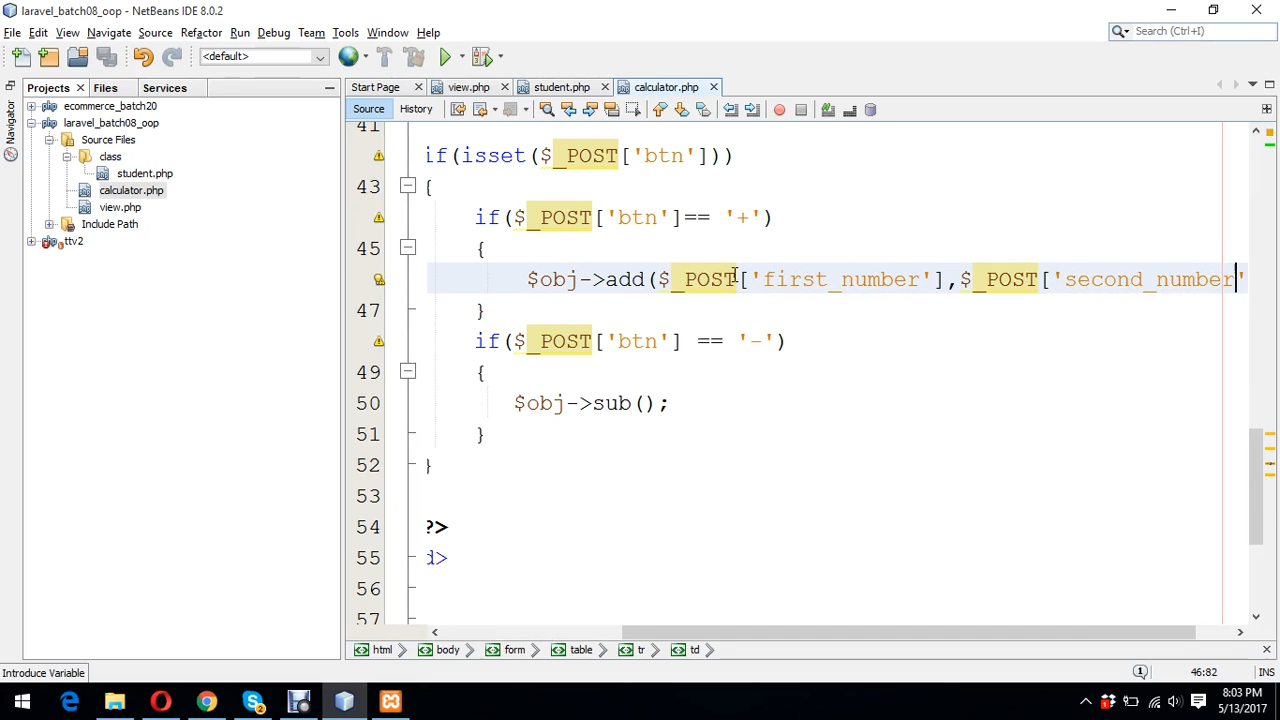 laravel_batch08_oop - NetBeans IDE 8.0.2
File Edit View Navigate Source Refactor Run Debug Team Tools Window Help
Search (Ctrl+I)
<default>
Projects Files Services
Start Page view.php student.php calculator.php
Source History
Navigator
ecommerce_batch20
laravel_batch08_oop
Source Files
class
student.php
calculator.php
view.php
Include Path
ttv2
41
if(isset($_POST['btn']))
43 {
if($_POST['btn']== '+')
45 {
$obj->add($_POST['first_number'],$_POST['second_number'
47 }
if($_POST['btn'] == '-')
49 {
50 $obj->sub();
51 }
52 }
53
54 ?>
55 d>
56
57
html body form table tr td
Introduce Variable
1
46:82 INS
8:03 PM
5/13/2017